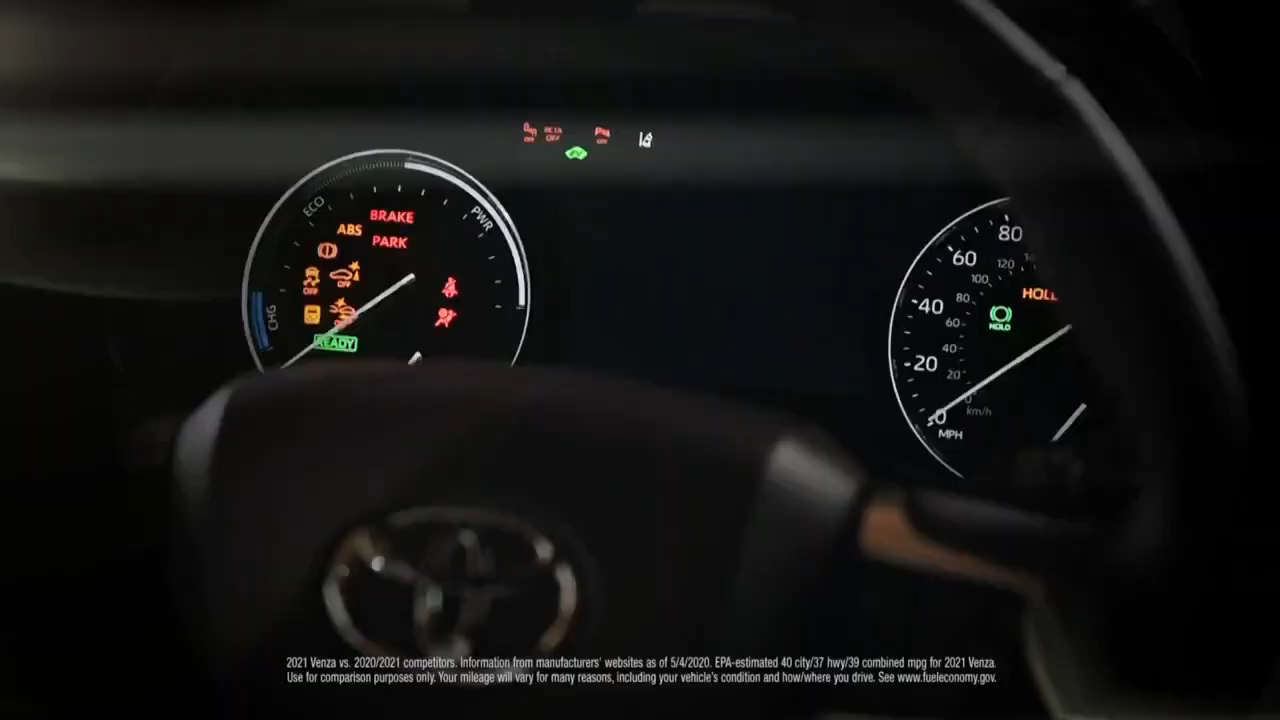 BRAKE
ABS
PARK
ECO
PWR
CHG
OFF
READY
RCTA
OFF
OFF
80
60
40
20
0
MPH
120
100
80
60
40
20
0
km/h
HOLD
2021 Venza vs. 2020/2021 competitors. Information from manufacturers' websites as of 5/4/2020. EPA-estimated 40 city/37 hwy/39 combined mpg for 2021 Venza.
Use for comparison purposes only. Your mileage will vary for many reasons, including your vehicle's condition and how/where you drive. See www.fueleconomy.gov.